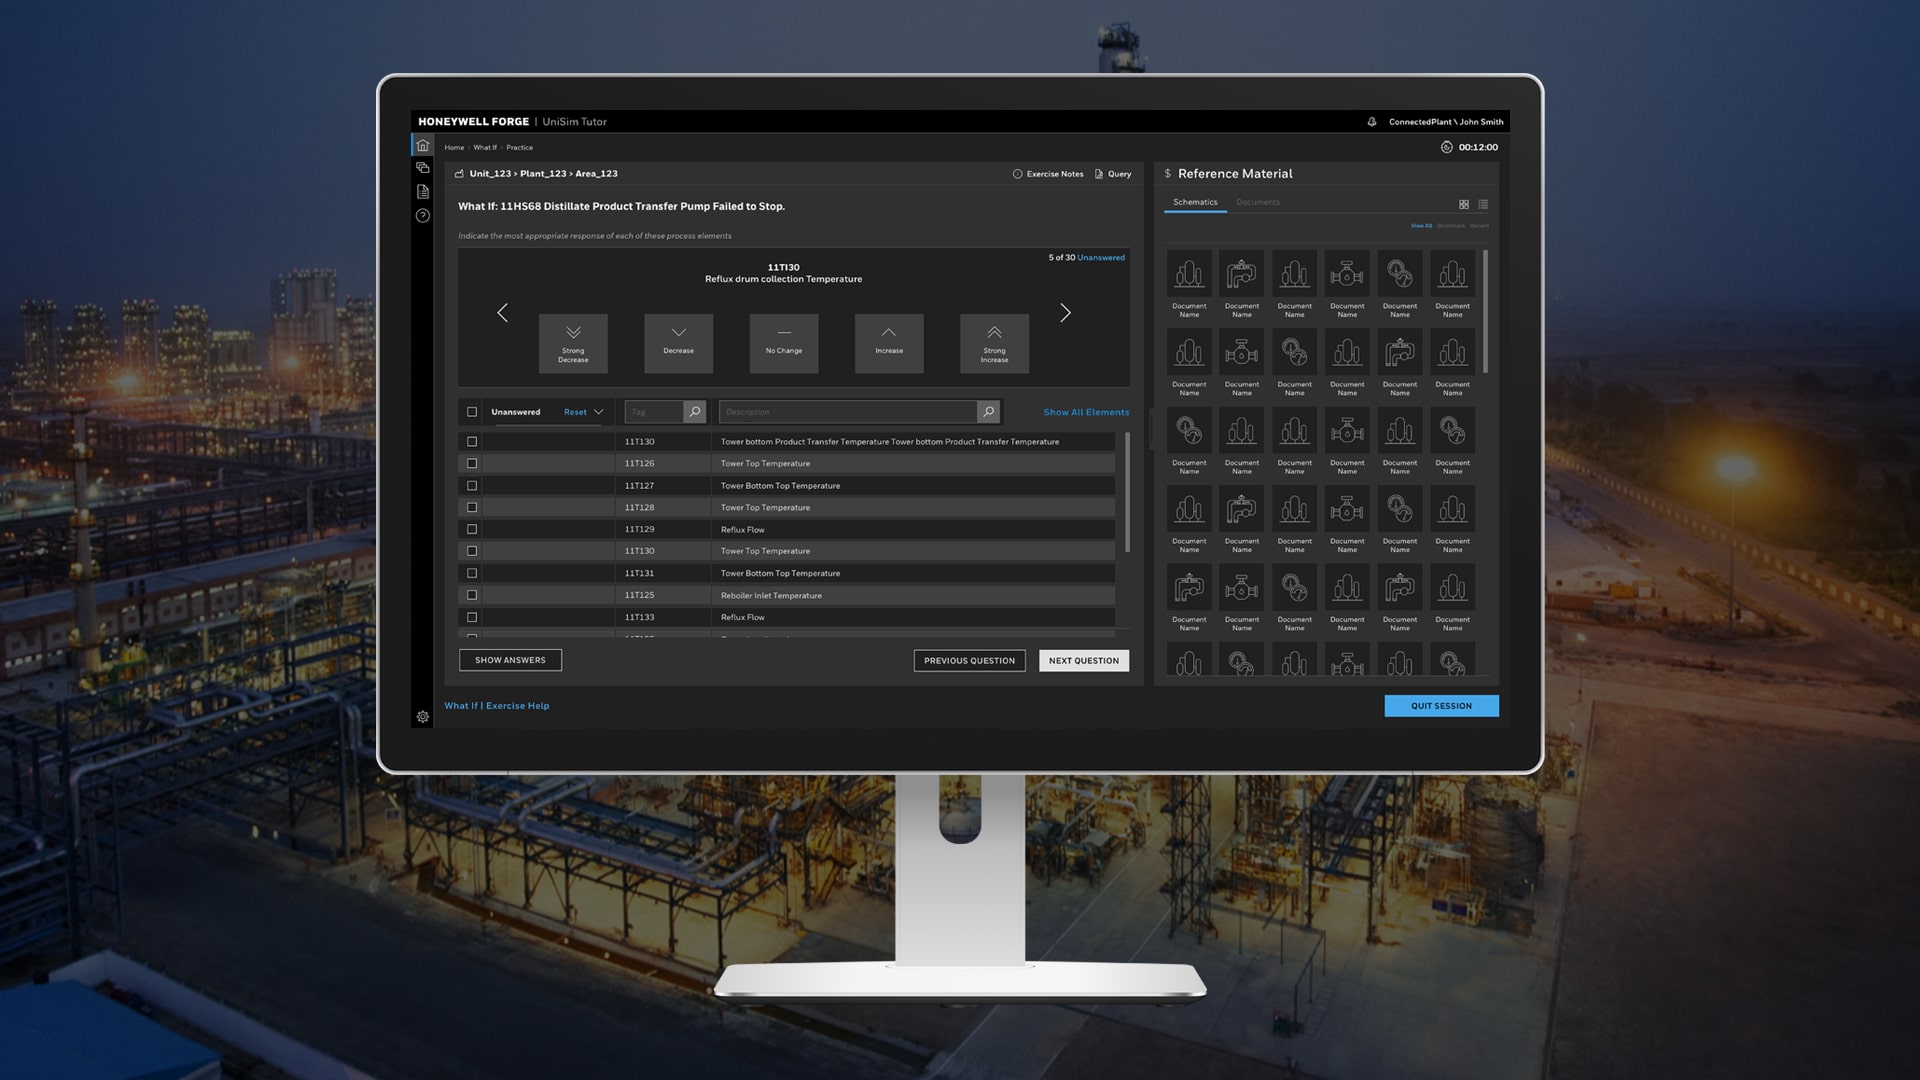 HONEYWELL FORGE | UniSim Tutor
ConnectedPlant \ John Smith
Home > What If > Practice
00:12:00
Unit_123 > Plant_123 > Area_123
Exercise Notes
Query
What If: 11HS68 Distillate Product Transfer Pump Failed to Stop.
Indicate the most appropriate response of each of these process elements
5 of 30 Unanswered
11TI30
Reflux drum collection Temperature
Strong
Decrease
Decrease
No Change
Increase
Strong
Increase
Unanswered
Reset
Tag
Description
Show All Elements
11T130 Tower bottom Product Transfer Temperature Tower bottom Product Transfer Temperature
11T126 Tower Top Temperature
11T127 Tower Bottom Top Temperature
11T128 Tower Top Temperature
11T129 Reflux Flow
11T130 Tower Top Temperature
11T131 Tower Bottom Top Temperature
11T125 Reboiler Inlet Temperature
11T133 Reflux Flow
SHOW ANSWERS
PREVIOUS QUESTION
NEXT QUESTION
What If | Exercise Help
$ Reference Material
Schematics
Documents
View All Bookmark Recent
Document Document Document Document Document Document
Name Name Name Name Name Name
Document Document Document Document Document Document
Name Name Name Name Name Name
Document Document Document Document Document Document
Name Name Name Name Name Name
Document Document Document Document Document Document
Name Name Name Name Name Name
Document Document Document Document Document Document
Name Name Name Name Name Name
QUIT SESSION